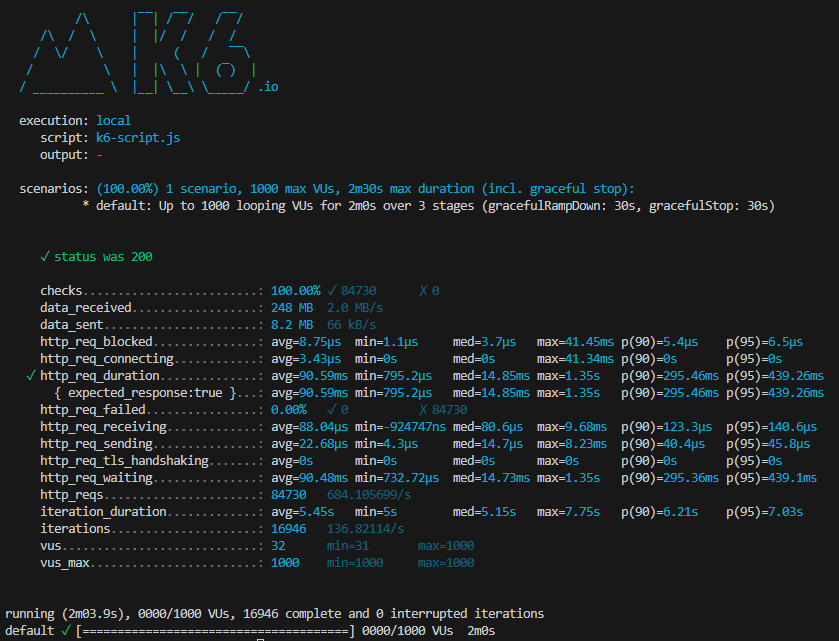 K6
.io
execution: local
script: k6-script.js
output: -
scenarios: (100.00%) 1 scenario, 1000 max VUs, 2m30s max duration (incl. graceful stop):
* default: Up to 1000 looping VUs for 2m0s over 3 stages (gracefulRampDown: 30s, gracefulStop: 30s)
✓ status was 200
checks.........................: 100.00% ✓ 84730 ✗ 0
data_received..................: 248 MB 2.0 MB/s
data_sent......................: 8.2 MB 66 kB/s
http_req_blocked...............: avg=8.75µs min=1.1µs med=3.7µs max=41.45ms p(90)=5.4µs p(95)=6.5µs
http_req_connecting............: avg=3.43µs min=0s med=0s max=41.34ms p(90)=0s p(95)=0s
✓ http_req_duration..............: avg=90.59ms min=795.2µs med=14.85ms max=1.35s p(90)=295.46ms p(95)=439.26ms
{ expected_response:true }...: avg=90.59ms min=795.2µs med=14.85ms max=1.35s p(90)=295.46ms p(95)=439.26ms
http_req_failed................: 0.00% ✓ 0 ✗ 84730
http_req_receiving.............: avg=88.04µs min=-924747ns med=80.6µs max=9.68ms p(90)=123.3µs p(95)=140.6µs
http_req_sending...............: avg=22.68µs min=4.3µs med=14.7µs max=8.23ms p(90)=40.4µs p(95)=45.8µs
http_req_tls_handshaking.......: avg=0s min=0s med=0s max=0s p(90)=0s p(95)=0s
http_req_waiting...............: avg=90.48ms min=732.72µs med=14.73ms max=1.35s p(90)=295.36ms p(95)=439.1ms
http_reqs......................: 84730 684.105699/s
iteration_duration.............: avg=5.45s min=5s med=5.15s max=7.75s p(90)=6.21s p(95)=7.03s
iterations.....................: 16946 136.82114/s
vus............................: 32 min=31 max=1000
vus_max........................: 1000 min=1000 max=1000
running (2m03.9s), 0000/1000 VUs, 16946 complete and 0 interrupted iterations
default ✓ [======================================] 0000/1000 VUs 2m0s